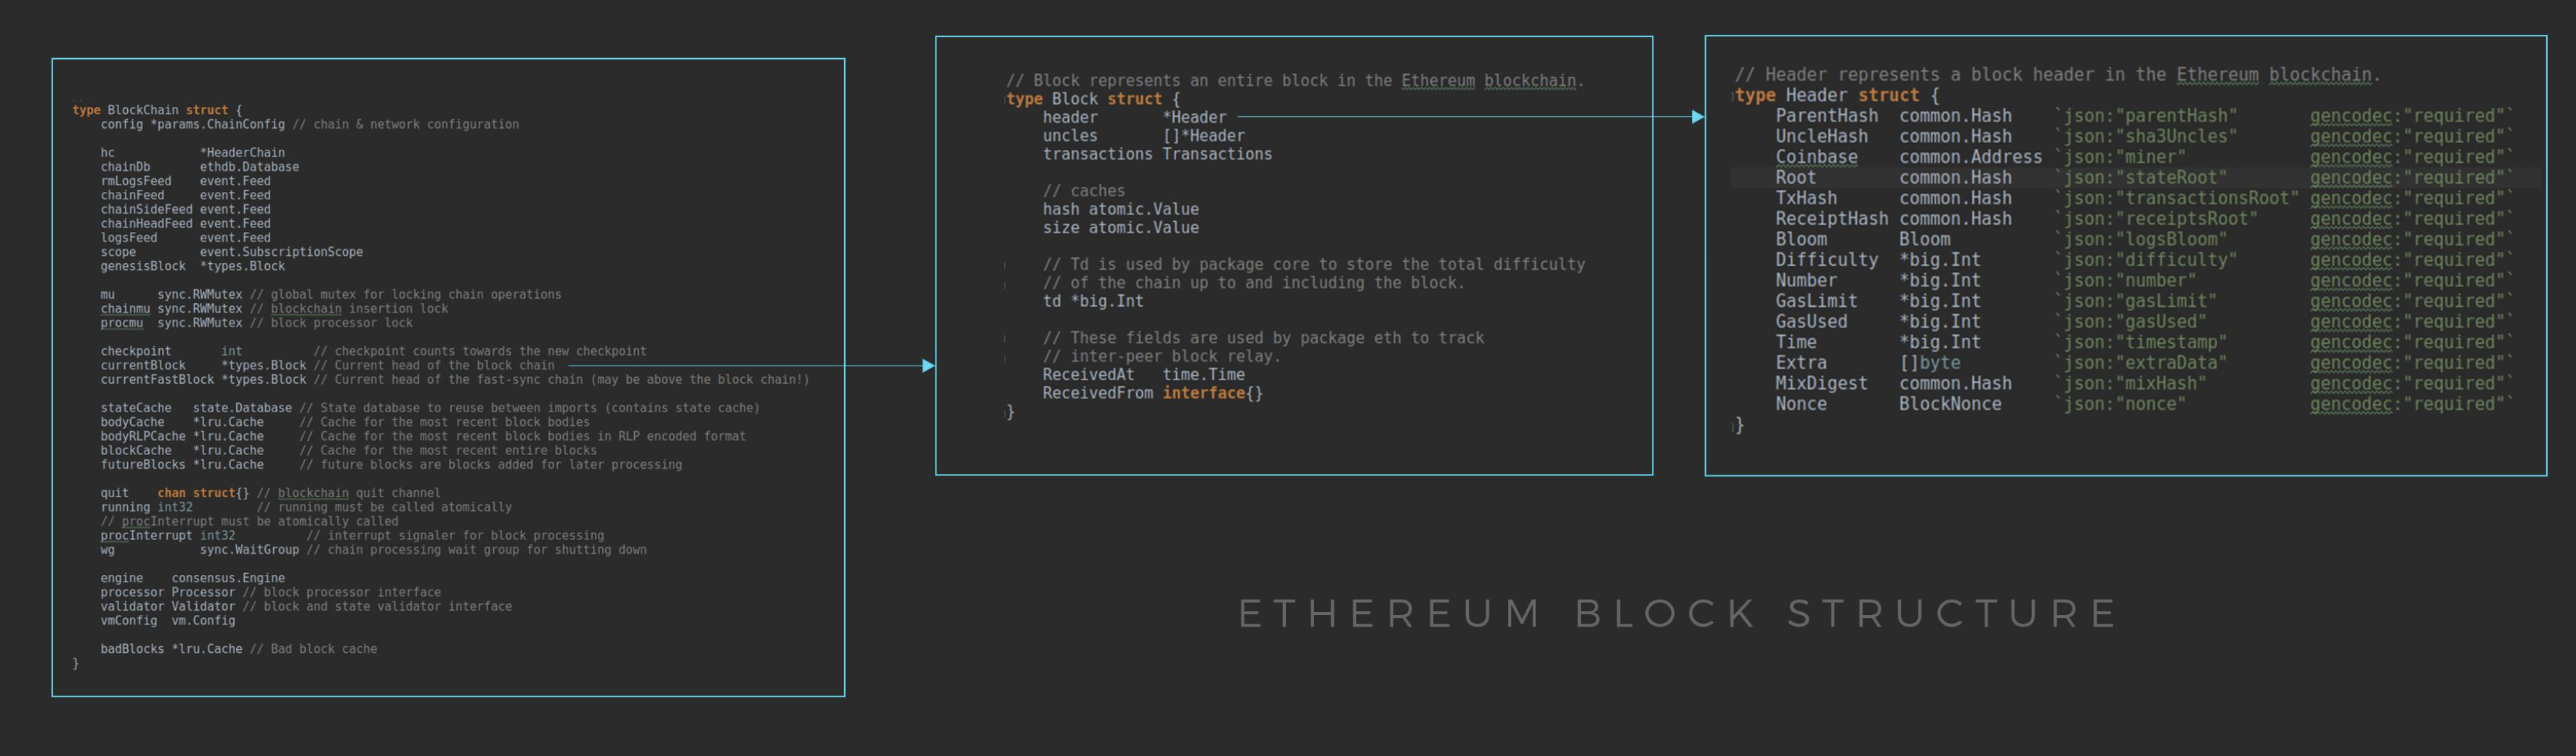 type BlockChain struct {
config *params.ChainConfig // chain & network configuration
hc *HeaderChain
chainDb ethdb.Database
rmLogsFeed event.Feed
chainFeed event.Feed
chainSideFeed event.Feed
chainHeadFeed event.Feed
logsFeed event.Feed
scope event.SubscriptionScope
genesisBlock *types.Block
mu sync.RWMutex // global mutex for locking chain operations
chainmu sync.RWMutex // blockchain insertion lock
procmu sync.RWMutex // block processor lock
checkpoint int // checkpoint counts towards the new checkpoint
currentBlock *types.Block // Current head of the block chain
currentFastBlock *types.Block // Current head of the fast-sync chain (may be above the block chain!)
stateCache state.Database // State database to reuse between imports (contains state cache)
bodyCache *lru.Cache // Cache for the most recent block bodies
bodyRLPCache *lru.Cache // Cache for the most recent block bodies in RLP encoded format
blockCache *lru.Cache // Cache for the most recent entire blocks
futureBlocks *lru.Cache // future blocks are blocks added for later processing
quit chan struct{} // blockchain quit channel
running int32 // running must be called atomically
// procInterrupt must be atomically called
procInterrupt int32 // interrupt signaler for block processing
wg sync.WaitGroup // chain processing wait group for shutting down
engine consensus.Engine
processor Processor // block processor interface
validator Validator // block and state validator interface
vmConfig vm.Config
badBlocks *lru.Cache // Bad block cache
}
// Block represents an entire block in the Ethereum blockchain.
type Block struct {
header *Header
uncles []*Header
transactions Transactions
// caches
hash atomic.Value
size atomic.Value
// Td is used by package core to store the total difficulty
// of the chain up to and including the block.
td *big.Int
// These fields are used by package eth to track
// inter-peer block relay.
ReceivedAt time.Time
ReceivedFrom interface{}
}
// Header represents a block header in the Ethereum blockchain.
type Header struct {
ParentHash common.Hash `json:"parentHash" gencodec:"required"`
UncleHash common.Hash `json:"sha3Uncles" gencodec:"required"`
Coinbase common.Address `json:"miner" gencodec:"required"`
Root common.Hash `json:"stateRoot" gencodec:"required"`
TxHash common.Hash `json:"transactionsRoot" gencodec:"required"`
ReceiptHash common.Hash `json:"receiptsRoot" gencodec:"required"`
Bloom Bloom `json:"logsBloom" gencodec:"required"`
Difficulty *big.Int `json:"difficulty" gencodec:"required"`
Number *big.Int `json:"number" gencodec:"required"`
GasLimit *big.Int `json:"gasLimit" gencodec:"required"`
GasUsed *big.Int `json:"gasUsed" gencodec:"required"`
Time *big.Int `json:"timestamp" gencodec:"required"`
Extra []byte `json:"extraData" gencodec:"required"`
MixDigest common.Hash `json:"mixHash" gencodec:"required"`
Nonce BlockNonce `json:"nonce" gencodec:"required"`
}
ETHEREUM BLOCK STRUCTURE